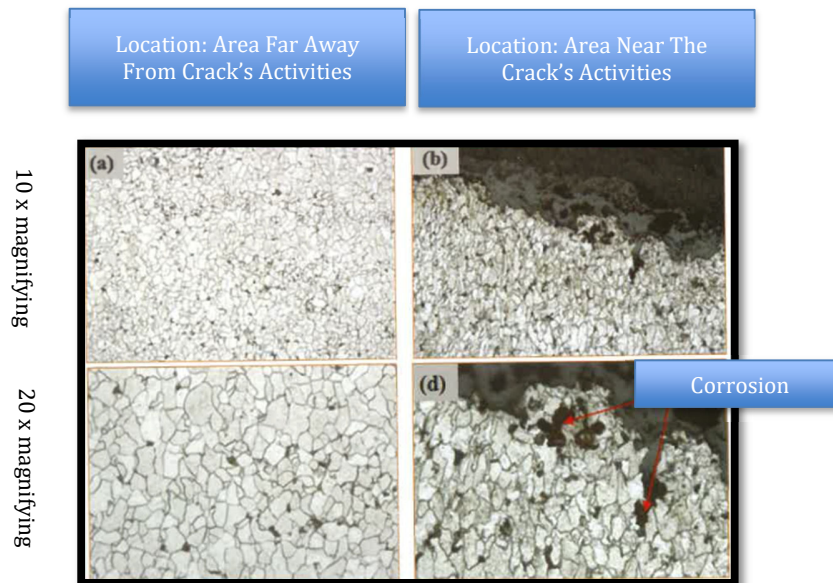 Location: Area Far Away
From Crack's Activities
Location: Area Near The
Crack's Activities
10 x magnifying
(a)
(b)
20 x magnifying
(d)
Corrosion